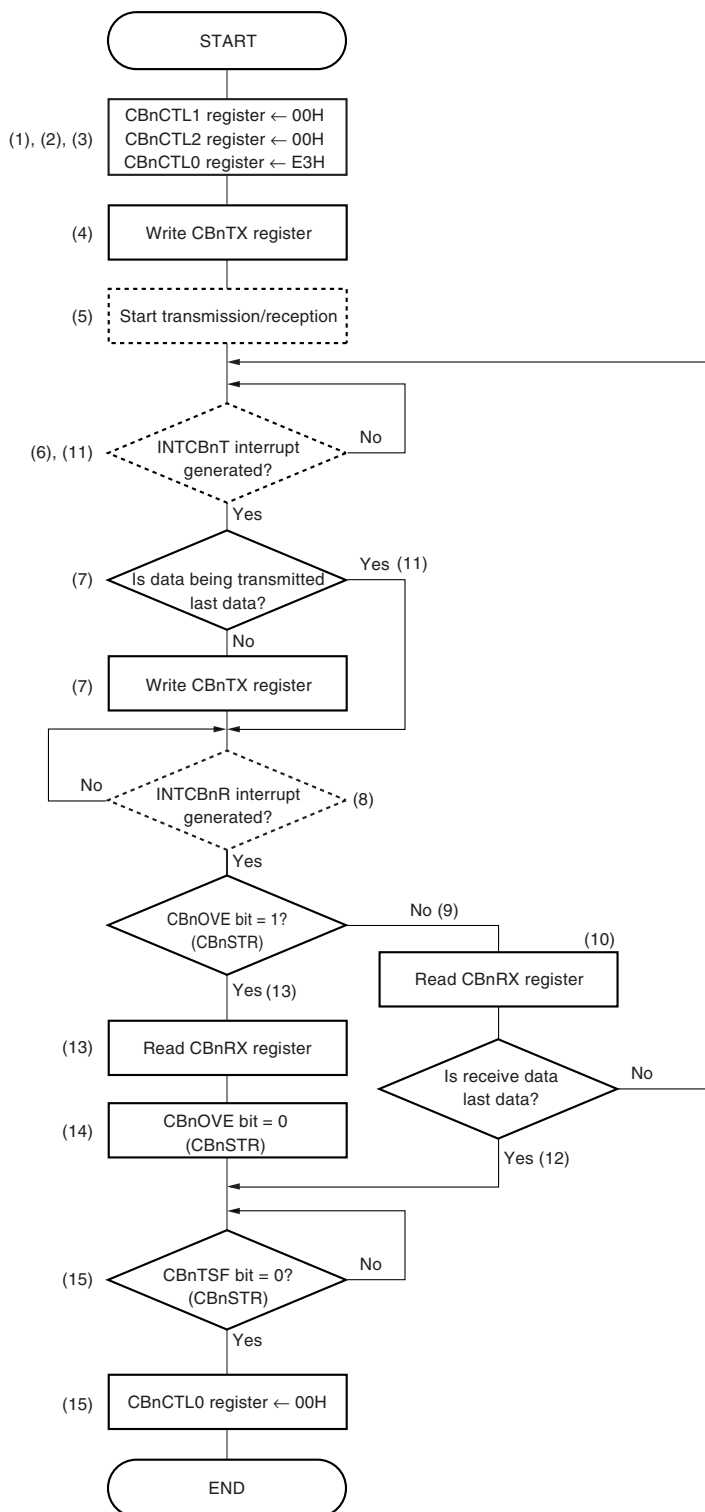 START
(1), (2), (3)
CBnCTL1 register ← 00H
CBnCTL2 register ← 00H
CBnCTL0 register ← E3H
(4)
Write CBnTX register
(5)
Start transmission/reception
(6), (11)
INTCBnT interrupt
generated?
No
Yes
(7)
Is data being transmitted
last data?
Yes (11)
No
(7)
Write CBnTX register
No
INTCBnR interrupt
generated?
(8)
Yes
CBnOVE bit = 1?
(CBnSTR)
No (9)
(10)
Read CBnRX register
Yes (13)
(13)
Read CBnRX register
Is receive data
last data?
No
(14)
CBnOVE bit = 0
(CBnSTR)
Yes (12)
(15)
CBnTSF bit = 0?
(CBnSTR)
No
Yes
(15)
CBnCTL0 register ← 00H
END